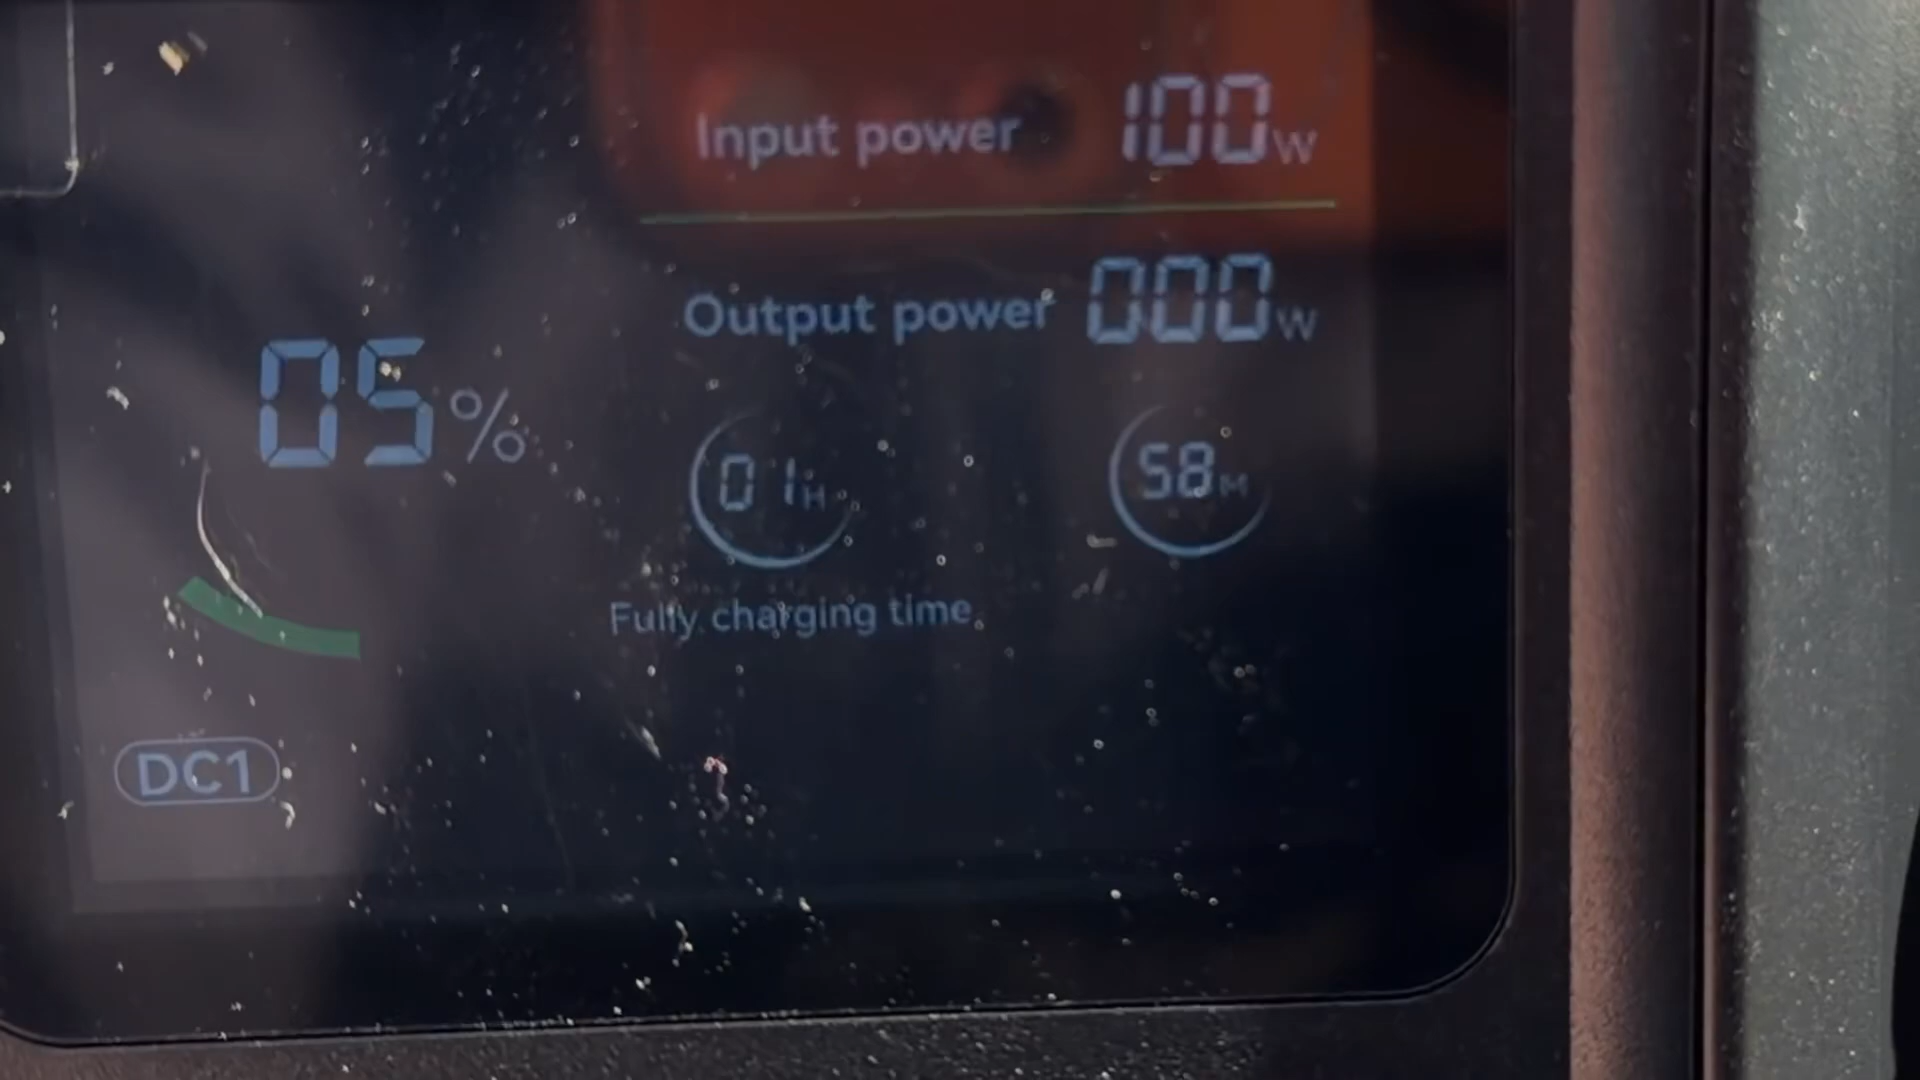 Input power 100W
Output power 000W
05%
01H 58M
Fully charging time
DC1